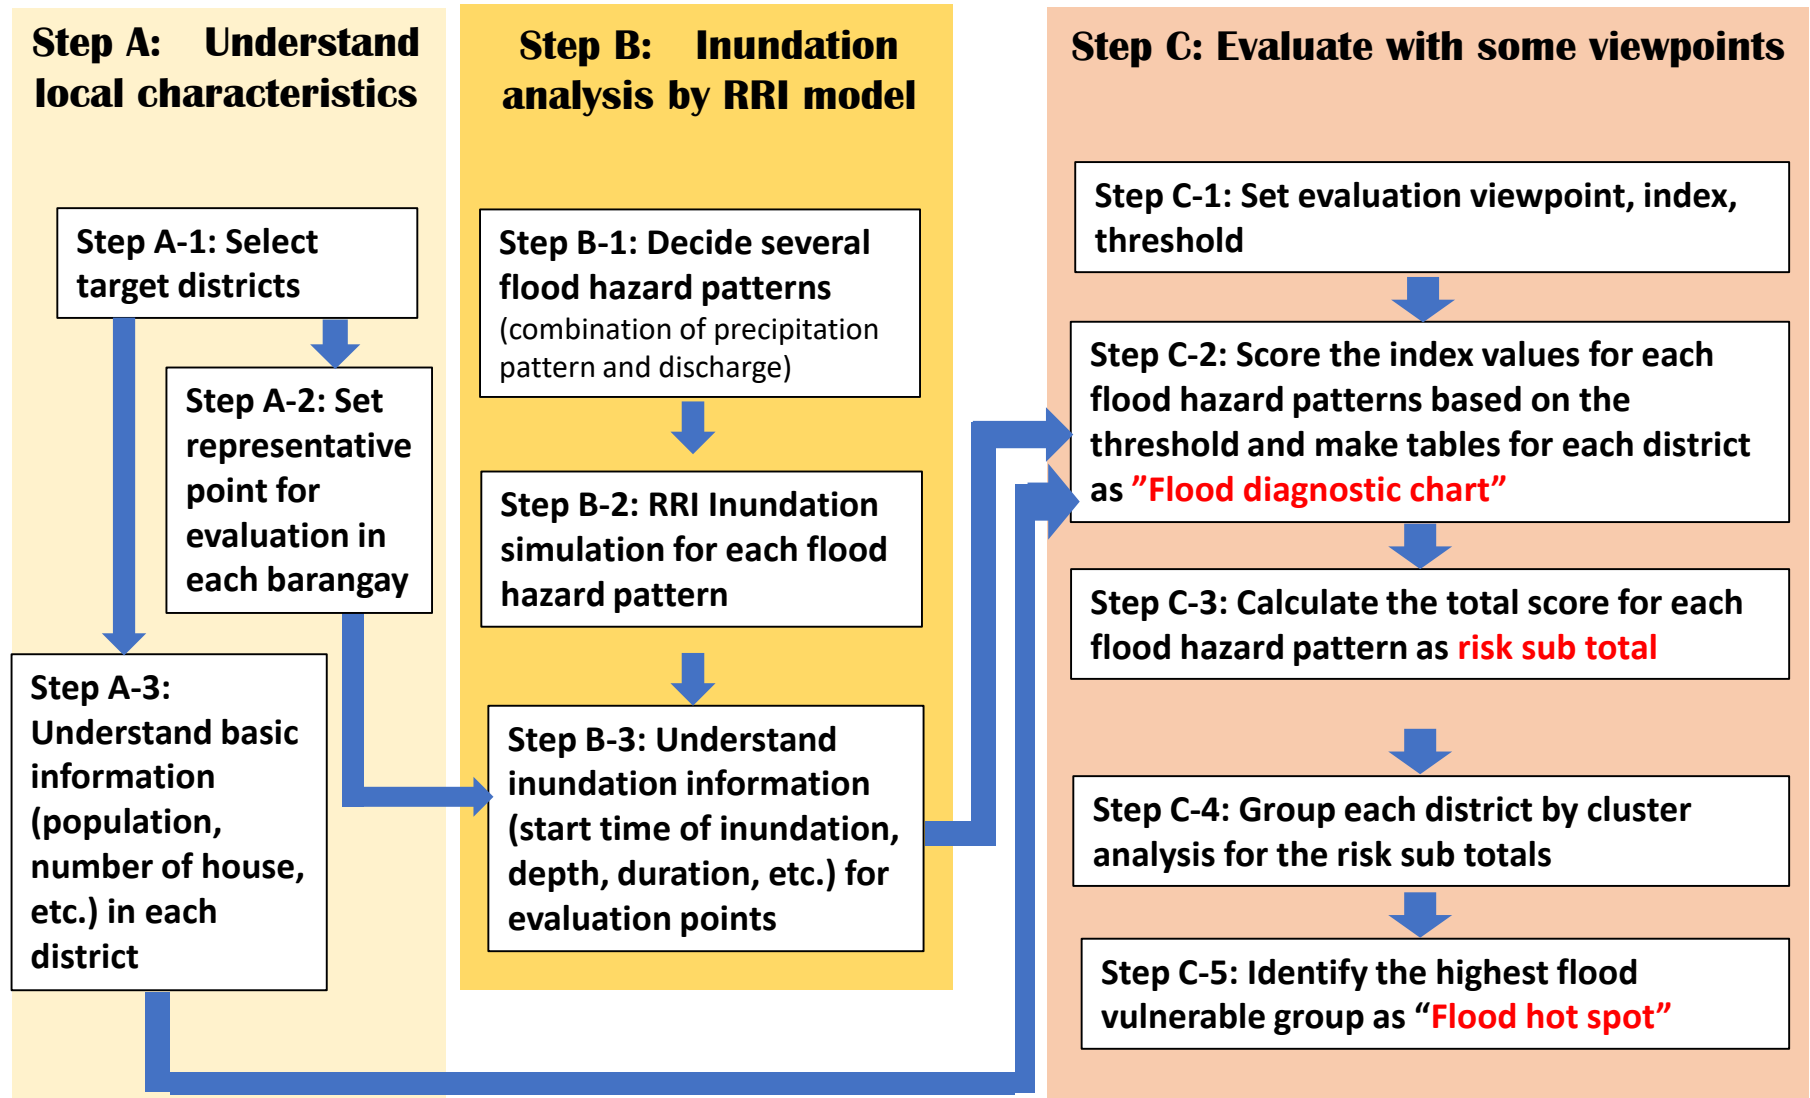 Step A: Understand
local characteristics
Step A-1: Select
target districts
Step A-2: Set
representative
point for
evaluation in
each barangay
Step A-3:
Understand basic
information
(population,
number of house,
etc.) in each
district
Step B: Inundation
analysis by RRI model
Step B-1: Decide several
flood hazard patterns
(combination of precipitation
pattern and discharge)
Step B-2: RRI Inundation
simulation for each flood
hazard pattern
Step B-3: Understand
inundation information
(start time of inundation,
depth, duration, etc.) for
evaluation points
Step C: Evaluate with some viewpoints
Step C-1: Set evaluation viewpoint, index,
threshold
Step C-2: Score the index values for each
flood hazard patterns based on the
threshold and make tables for each district
as ”Flood diagnostic chart”
Step C-3: Calculate the total score for each
flood hazard pattern as risk sub total
Step C-4: Group each district by cluster
analysis for the risk sub totals
Step C-5: Identify the highest flood
vulnerable group as “Flood hot spot”